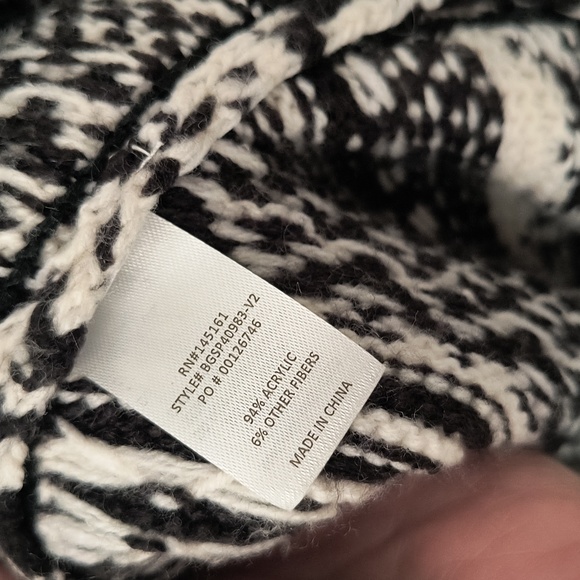 RN#145161
STYLE# BGSP40983-V2
PO # 00126746
94% ACRYLIC
6% OTHER FIBERS
MADE IN CHINA